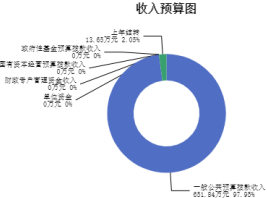 收入预算图
上年结转
13.65万元 2.05%
政府性基金预算拨款收入
0万元 0%
国有资本经营预算拨款收入
0万元 0%
财政专户管理资金收入
0万元 0%
单位资金
0万元 0%
一般公共预算拨款收入
651.84万元 97.95%